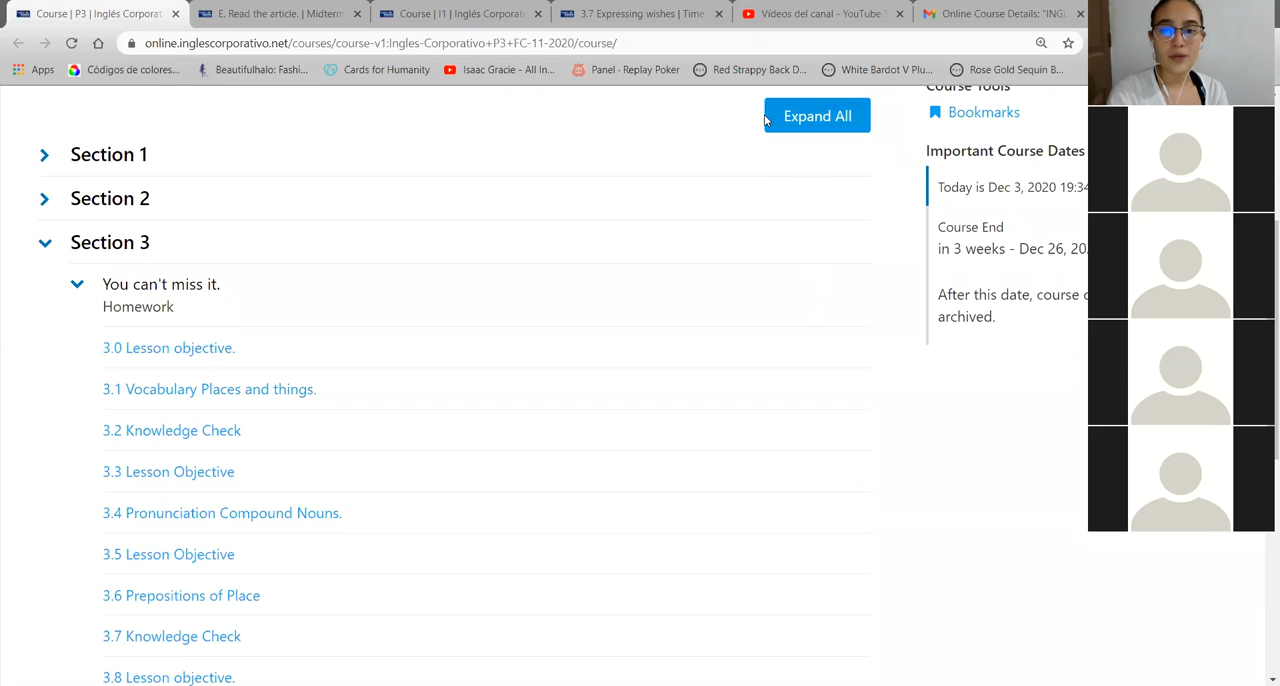 Course | P3 | Inglés Corporat
E. Read the article. | Midterm
Course | I1 | Inglés Corporati
3.7 Expressing wishes | Time
Vídeos del canal - YouTube S
Online Course Details: "INGL
online.inglescorporativo.net/courses/course-v1:Ingles-Corporativo+P3+FC-11-2020/course/
Apps
Códigos de colores...
Beautifulhalo: Fashi...
Cards for Humanity
Isaac Gracie - All In...
Panel · Replay Poker
Red Strappy Back D...
White Bardot V Plu...
Rose Gold Sequin B...
Course Tools
Expand All
Bookmarks
Section 1
Important Course Dates
Today is Dec 3, 2020 19:34
Section 2
Course End
Section 3
in 3 weeks - Dec 26, 20
You can't miss it.
After this date, course
Homework
archived.
3.0 Lesson objective.
3.1 Vocabulary Places and things.
3.2 Knowledge Check
3.3 Lesson Objective
3.4 Pronunciation Compound Nouns.
3.5 Lesson Objective
3.6 Prepositions of Place
3.7 Knowledge Check
3.8 Lesson objective.